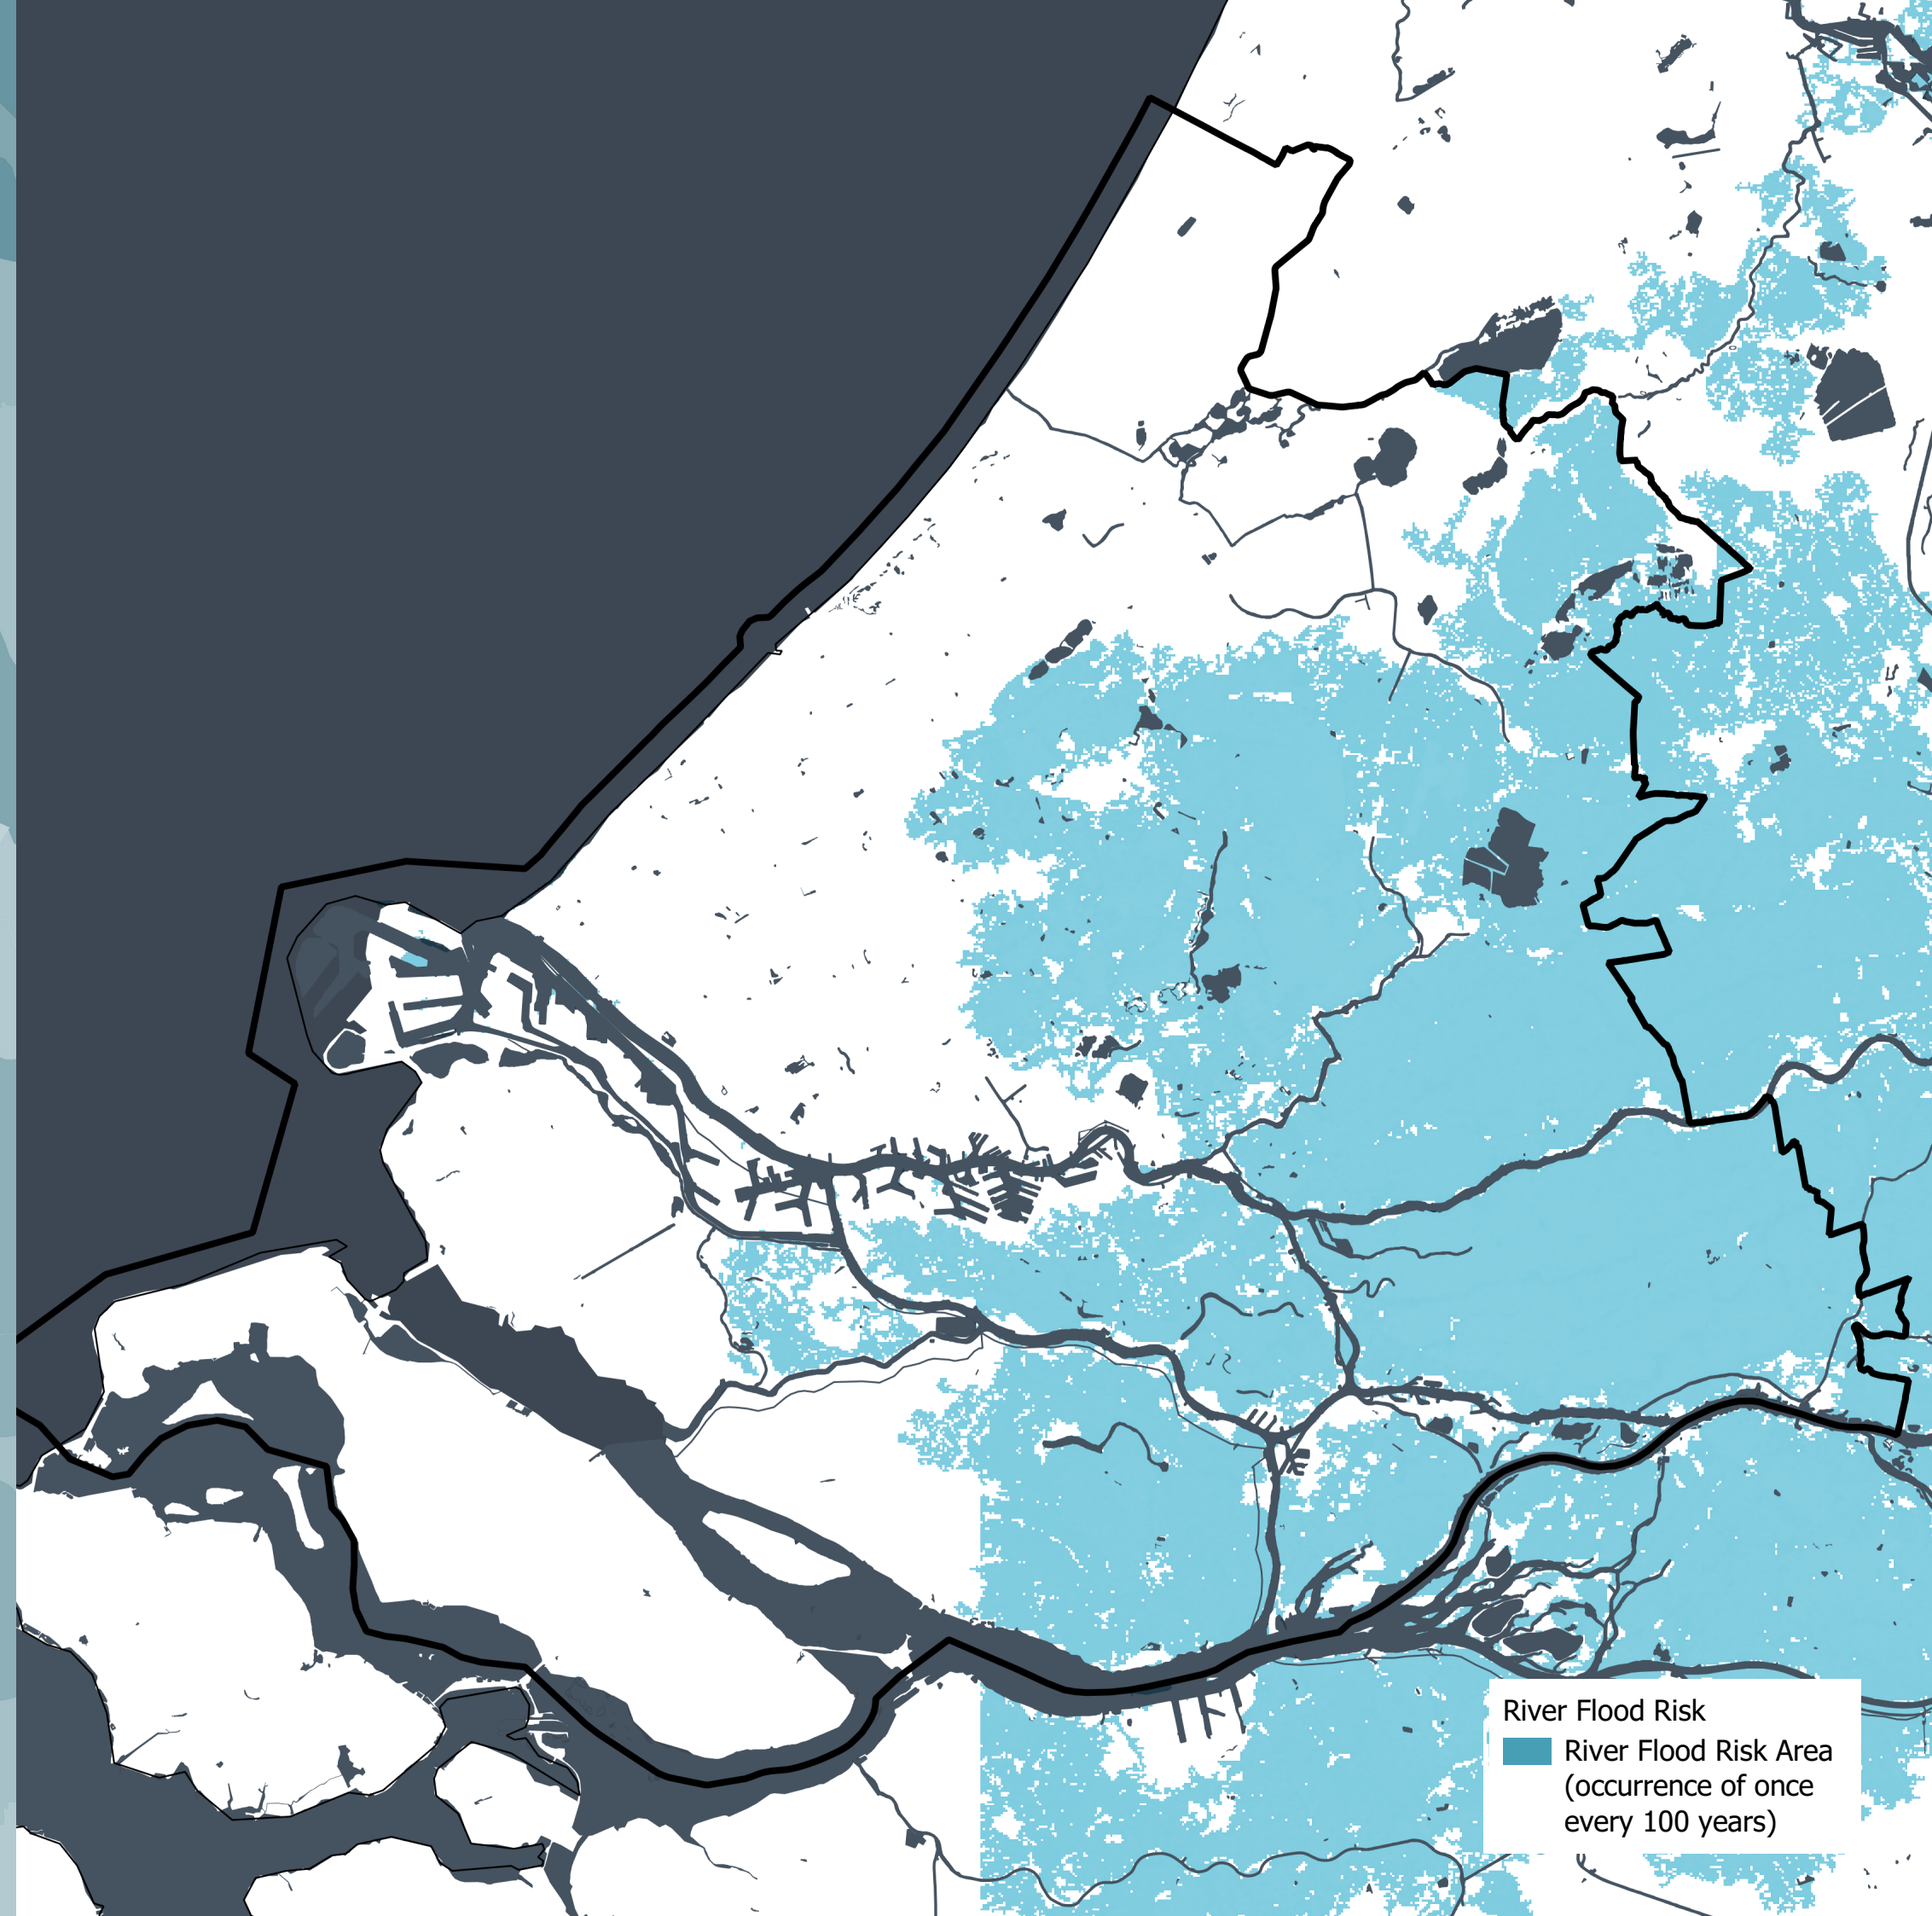 River Flood Risk
River Flood Risk Area
(occurrence of once
every 100 years)